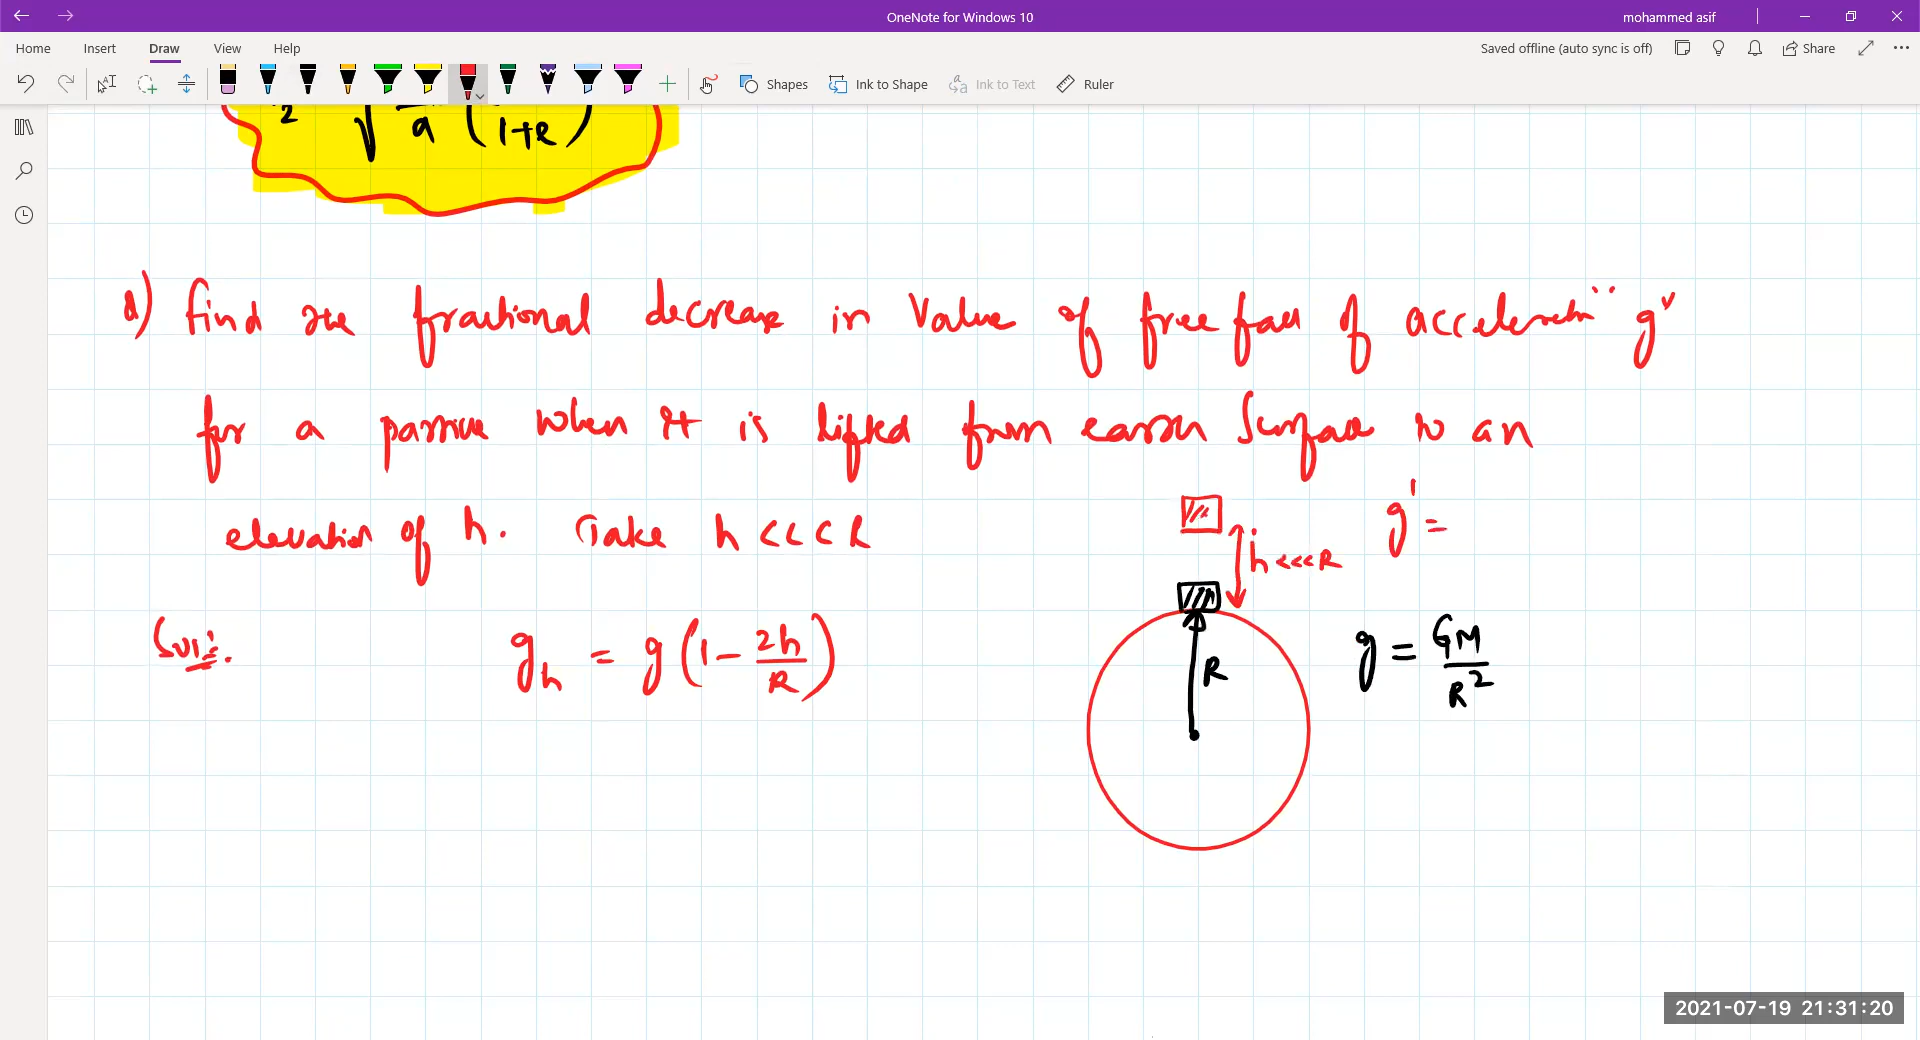 OneNote for Windows 10
mohammed asif
Home Insert Draw View Help
Saved offline (auto sync is off) Share
Shapes Ink to Shape Ink to Text Ruler
2 √ a ( 1+e )
Q) find the fractional decrease in Value of free fall of acceleration "g"
for a particle when it is lifted from earth Surface to an
elevation of h. Take h <<< R
g' =
h <<< R
Sol:.
g_h = g (1 - 2h/R)
R
g = GM/R²
2021-07-19 21:31:20